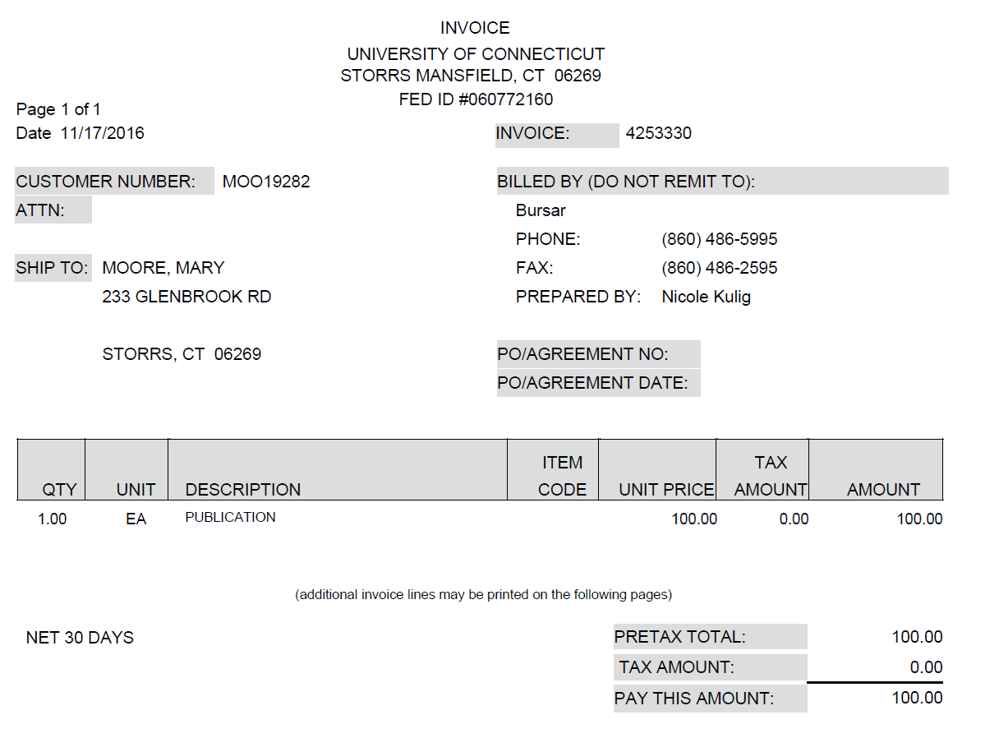 INVOICE
UNIVERSITY OF CONNECTICUT
STORRS MANSFIELD, CT  06269
FED ID #060772160
Page 1 of 1
Date  11/17/2016
INVOICE: 4253330
CUSTOMER NUMBER: MOO19282
ATTN:
SHIP TO: MOORE, MARY
233 GLENBROOK RD
STORRS, CT  06269
BILLED BY (DO NOT REMIT TO):
Bursar
PHONE: (860) 486-5995
FAX: (860) 486-2595
PREPARED BY: Nicole Kulig
PO/AGREEMENT NO:
PO/AGREEMENT DATE:
QTY UNIT DESCRIPTION ITEM CODE UNIT PRICE TAX AMOUNT AMOUNT
1.00 EA PUBLICATION 100.00 0.00 100.00
(additional invoice lines may be printed on the following pages)
NET 30 DAYS
PRETAX TOTAL: 100.00
TAX AMOUNT: 0.00
PAY THIS AMOUNT: 100.00